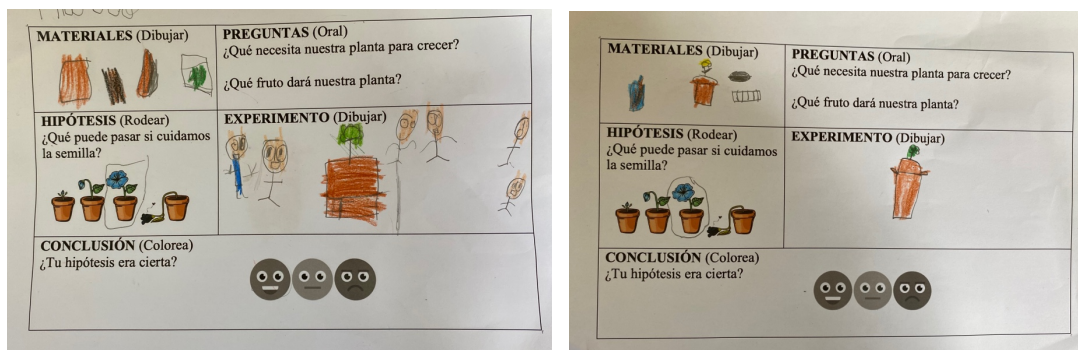 MATERIALES (Dibujar)
PREGUNTAS (Oral)
¿Qué necesita nuestra planta para crecer?
¿Qué fruto dará nuestra planta?
HIPÓTESIS (Rodear)
¿Qué puede pasar si cuidamos
la semilla?
EXPERIMENTO (Dibujar)
CONCLUSIÓN (Colorea)
¿Tu hipótesis era cierta?
MATERIALES (Dibujar)
PREGUNTAS (Oral)
¿Qué necesita nuestra planta para crecer?
¿Qué fruto dará nuestra planta?
HIPÓTESIS (Rodear)
¿Qué puede pasar si cuidamos
la semilla?
EXPERIMENTO (Dibujar)
CONCLUSIÓN (Colorea)
¿Tu hipótesis era cierta?